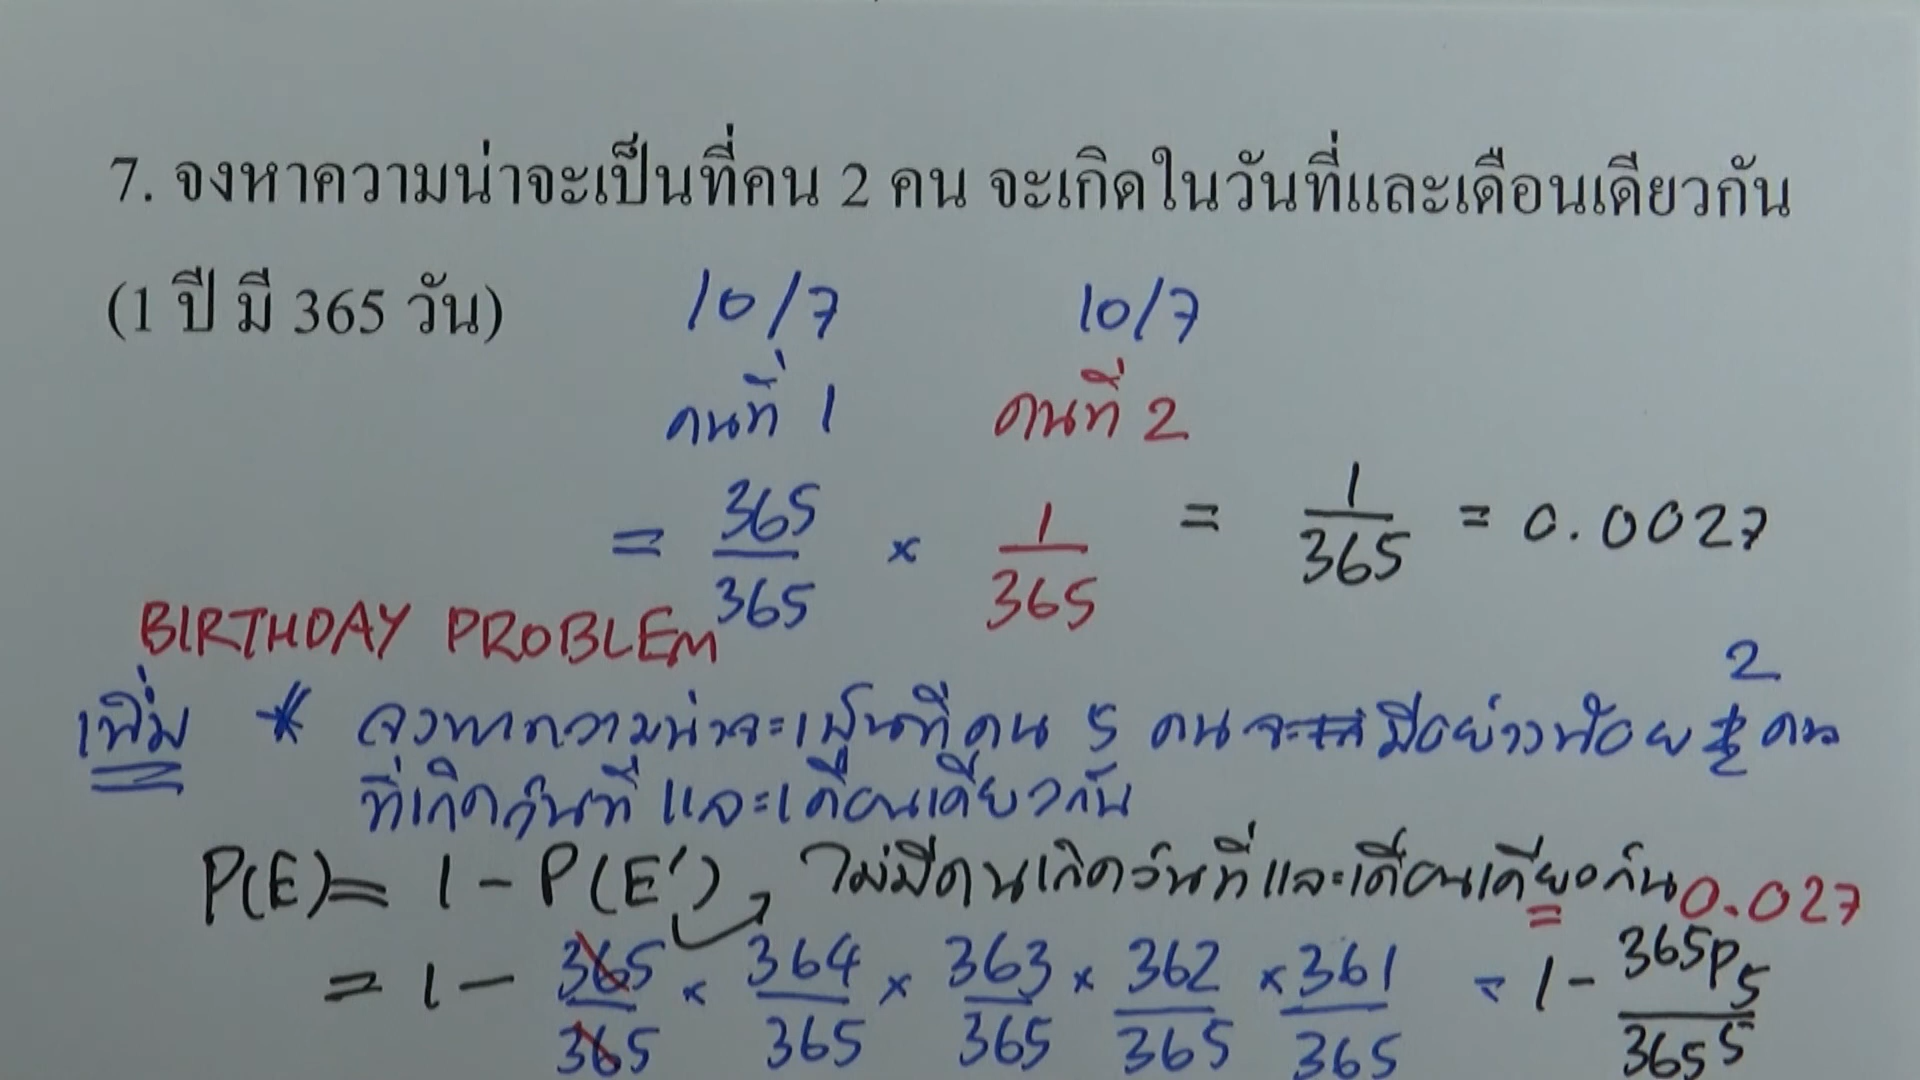 7. จงหาความน่าจะเป็นที่คน 2 คน จะเกิดในวันที่และเดือนเดียวกัน
(1 ปี มี 365 วัน) 10/7 10/7
คนที่ 1 คนที่ 2
= 365/365 × 1/365 = 1/365 = 0.0027
BIRTHDAY PROBLEM
2
เพิ่ม * จงหาความน่าจะเป็นที่คน 5 คนจะมีอย่างน้อย คน
ที่เกิดวันที่และเดือนเดียวกัน
P(E) = 1 - P(E') → ไม่มีคนเกิดวันที่และเดือนเดียวกัน = 0.027
= 1 - 365/365 × 364/365 × 363/365 × 362/365 × 361/365 = 1 - 365P5/365^5